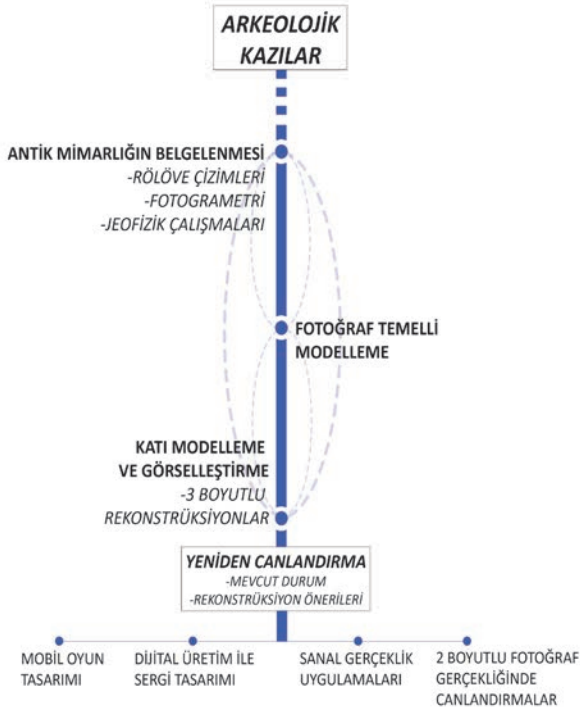 ARKEOLOJİK
KAZILAR
ANTİK MİMARLIĞIN BELGELENMESİ
-RÖLÖVE ÇİZİMLERİ
-FOTOGRAMETRİ
-JEOFİZİK ÇALIŞMALARI
FOTOĞRAF TEMELLİ
MODELLEME
KATI MODELLEME
VE GÖRSELLEŞTİRME
-3 BOYUTLU
REKONSTRÜKSİYONLAR
YENİDEN CANLANDIRMA
-MEVCUT DURUM
-REKONSTRÜKSİYON ÖNERİLERİ
MOBİL OYUN
TASARIMI
DİJİTAL ÜRETİM İLE
SERGİ TASARIMI
SANAL GERÇEKLİK
UYGULAMALARI
2 BOYUTLU FOTOĞRAF
GERÇEKLİĞİNDE
CANLANDIRMALAR